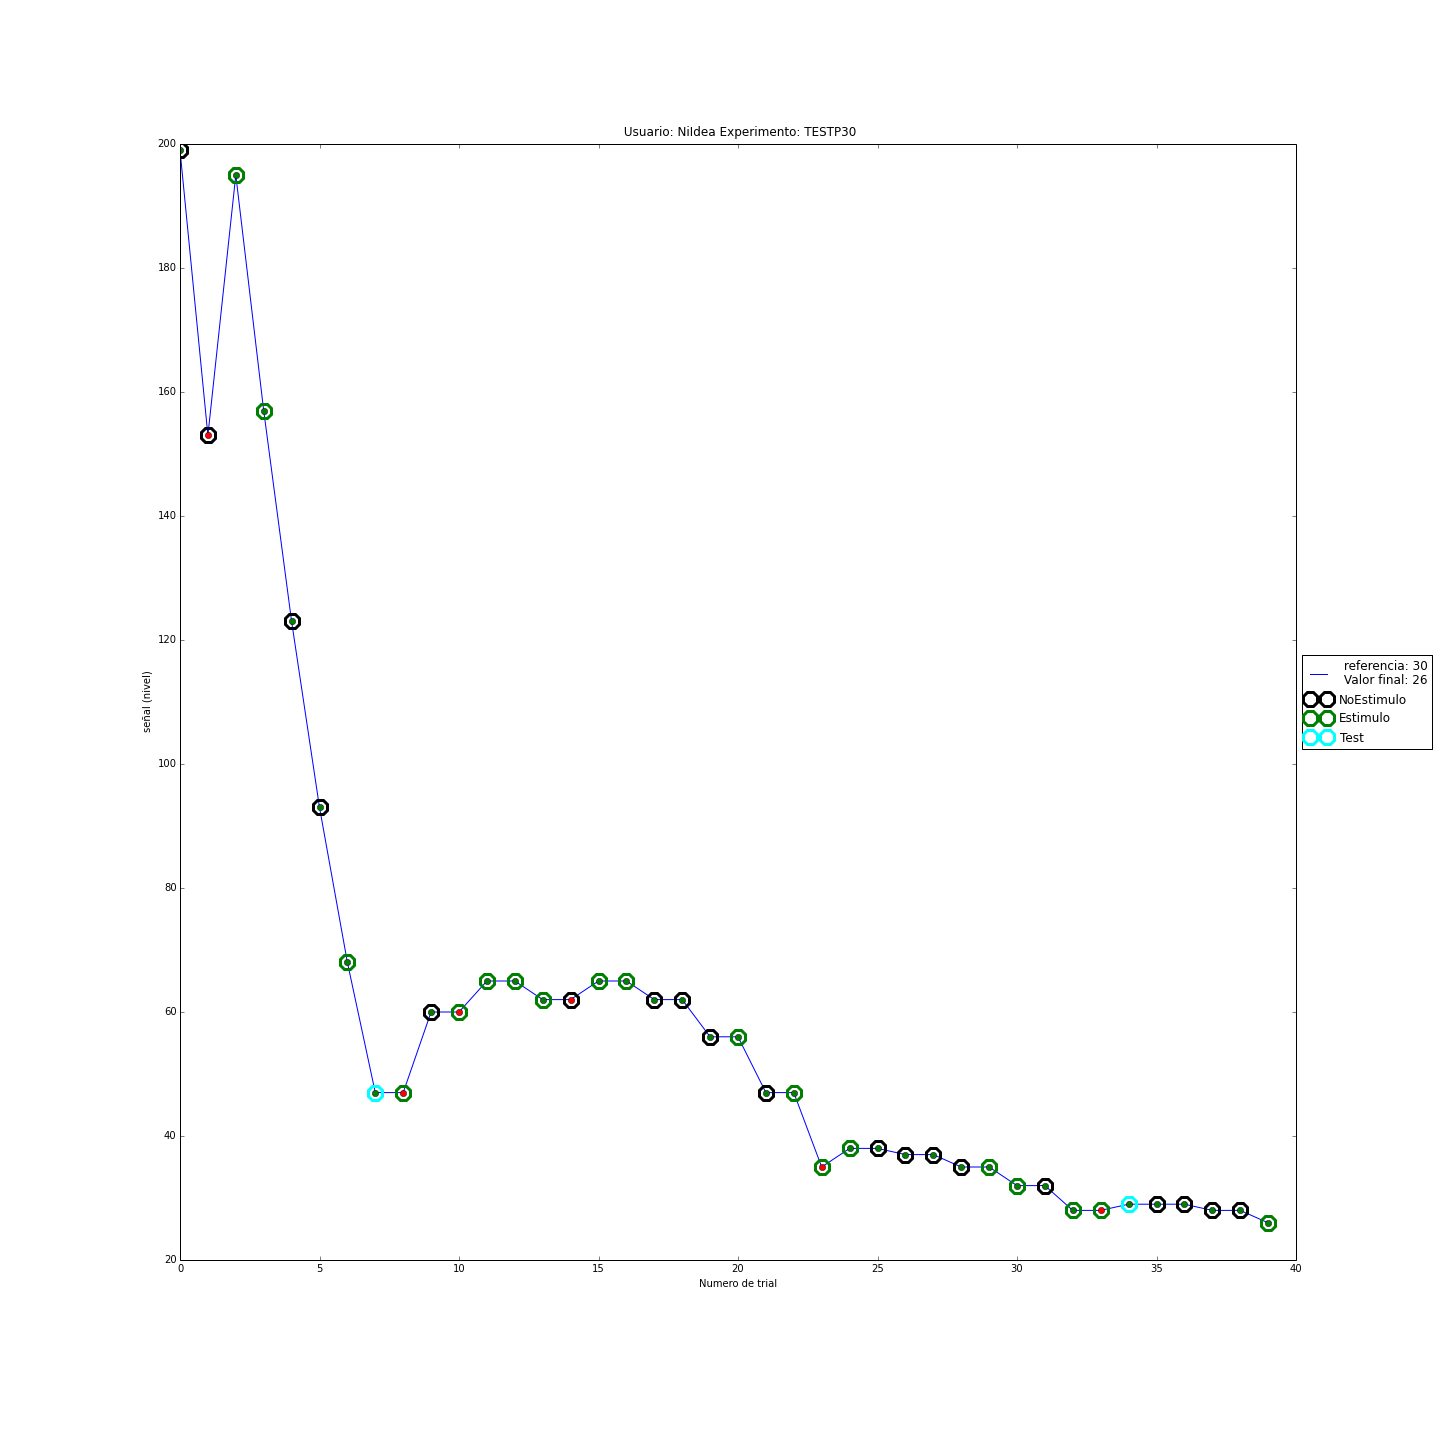 Usuario: Nildea Experimento: TESTP30
200
180
160
140
120
100
80
60
40
20
señal (nivel)
0 5 10 15 20 25 30 35 40
Numero de trial
referencia: 30
Valor final: 26
NoEstimulo
Estimulo
Test